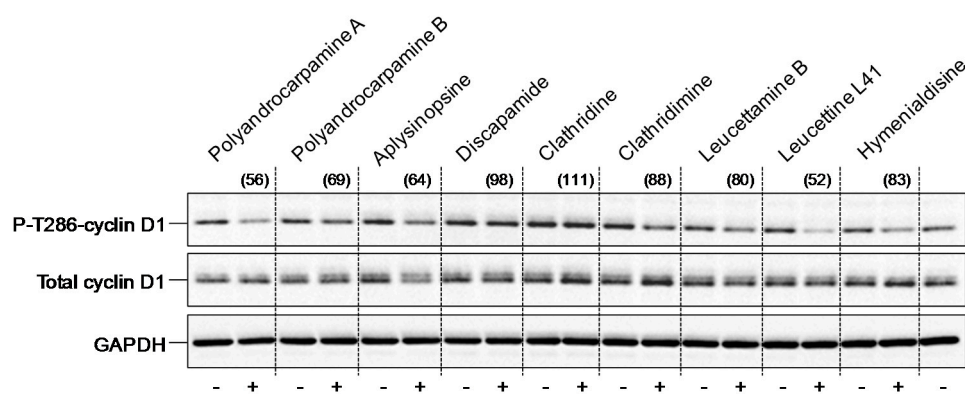 Polyandrocarpamine A
Polyandrocarpamine B
Aplysinopsine
Discapamide
Clathridine
Clathridimine
Leucettamine B
Leucettine L41
Hymenialdisine
(56) (69) (64) (98) (111) (88) (80) (52) (83)
P-T286-cyclin D1
Total cyclin D1
GAPDH
- + - + - + - + - + - + - + - + - + -